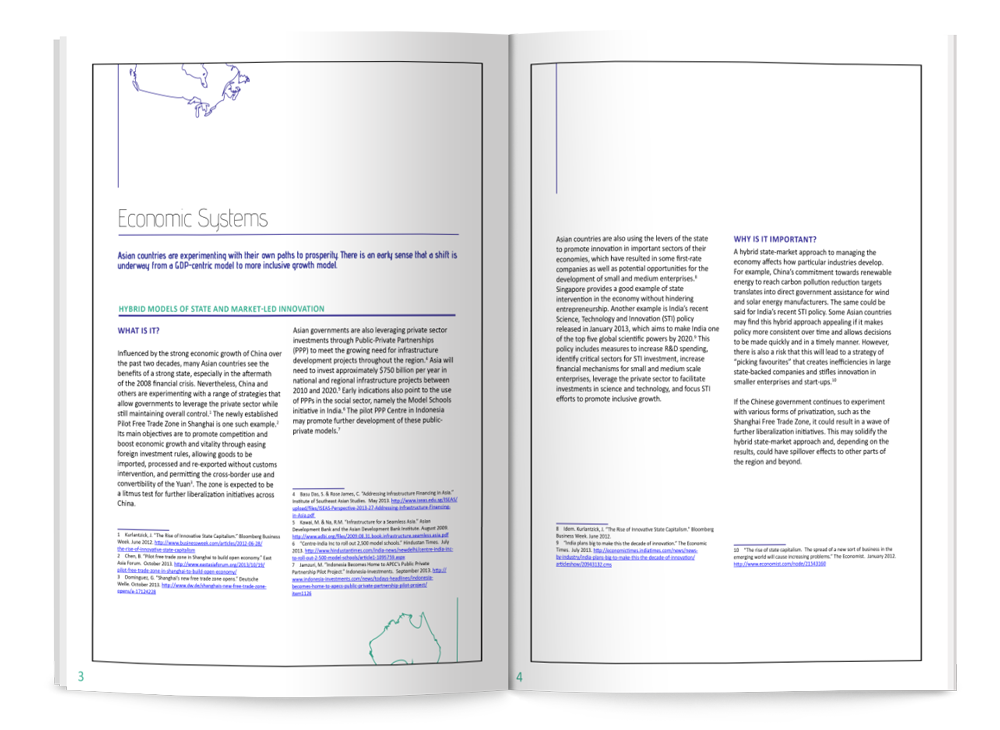 Economic Systems
Asian countries are experimenting with their own paths to prosperity. There is an early sense that a shift is
underway from a GDP-centric model to more inclusive growth model.
HYBRID MODELS OF STATE AND MARKET-LED INNOVATION
WHAT IS IT?
Influenced by the strong economic growth of China over
the past two decades, many Asian countries see the
benefits of a strong state, especially in the aftermath
of the 2008 financial crisis. Nevertheless, China and
others are experimenting with a range of strategies that
allow governments to leverage the private sector while
still maintaining overall control.1 The newly established
Pilot Free Trade Zone in Shanghai is one such example.2
Its main objectives are to promote competition and
boost economic growth and vitality through easing
foreign investment rules, allowing goods to be
imported, processed and re-exported without customs
intervention, and permitting the cross-border use and
convertibility of the Yuan3. The zone is expected to be
a litmus test for further liberalization initiatives across
China.
1 Kurlantzick, J. "The Rise of Innovative State Capitalism." Bloomberg Business
Week. June 2012. http://www.businessweek.com/articles/2012-06-28/
the-rise-of-innovative-state-capitalism
2 Chen, B. "Pilot free trade zone in Shanghai to build open economy." East
Asia Forum. October 2013. http://www.eastasiaforum.org/2013/10/19/
pilot-free-trade-zone-in-shanghai-to-build-open-economy/
3 Domínguez, G. "Shanghai's new free trade zone opens." Deutsche
Welle. October 2013. http://www.dw.de/shanghais-new-free-trade-zone-
opens/a-17124228
Asian governments are also leveraging private sector
investments through Public-Private Partnerships
(PPP) to meet the growing need for infrastructure
development projects throughout the region.4 Asia will
need to invest approximately $750 billion per year in
national and regional infrastructure projects between
2010 and 2020.5 Early indications also point to the use
of PPPs in the social sector, namely the Model Schools
initiative in India.6 The pilot PPP Centre in Indonesia
may promote further development of these public-
private models.7
4 Basu Das, S. & Rose James, C. "Addressing Infrastructure Financing in Asia."
Institute of Southeast Asian Studies. May 2013. http://www.iseas.edu.sg/ISEAS/
upload/files/ISEAS-Perspective-2013-27-Addressing-Infrastructure-Financing-
in-Asia.pdf
5 Kawai, M. & Na, R.M. "Infrastructure for a Seamless Asia." Asian
Development Bank and the Asian Development Bank Institute. August 2009.
http://www.adbi.org/files/2009.08.31.book.infrastructure.seamless.asia.pdf
6 "Centre-India Inc to roll out 2,500 model schools." Hindustan Times. July
2013. http://www.hindustantimes.com/india-news/newdelhi/centre-india-inc-
to-roll-out-2-500-model-schools/article1-1095755.aspx
7 Jamzuri, M. "Indonesia Becomes Home to APEC's Public Private
Partnership Pilot Project." Indonesia-Investments. September 2013. http://
www.indonesia-investments.com/news/todays-headlines/indonesia-
becomes-home-to-apecs-public-private-partnership-pilot-project/
item1126
3
Asian countries are also using the levers of the state
to promote innovation in important sectors of their
economies, which have resulted in some first-rate
companies as well as potential opportunities for the
development of small and medium enterprises.8
Singapore provides a good example of state
intervention in the economy without hindering
entrepreneurship. Another example is India's recent
Science, Technology and Innovation (STI) policy
released in January 2013, which aims to make India one
of the top five global scientific powers by 2020.9 This
policy includes measures to increase R&D spending,
identify critical sectors for STI investment, increase
financial mechanisms for small and medium scale
enterprises, leverage the private sector to facilitate
investments in science and technology, and focus STI
efforts to promote inclusive growth.
8 Idem. Kurlantzick, J. "The Rise of Innovative State Capitalism." Bloomberg
Business Week. June 2012.
9 "India plans big to make this the decade of innovation." The Economic
Times. July 2013. http://economictimes.indiatimes.com/news/news-
by-industry/india-plans-big-to-make-this-the-decade-of-innovation/
articleshow/20943132.cms
WHY IS IT IMPORTANT?
A hybrid state-market approach to managing the
economy affects how particular industries develop.
For example, China's commitment towards renewable
energy to reach carbon pollution reduction targets
translates into direct government assistance for wind
and solar energy manufacturers. The same could be
said for India's recent STI policy. Some Asian countries
may find this hybrid approach appealing if it makes
policy more consistent over time and allows decisions
to be made quickly and in a timely manner. However,
there is also a risk that this will lead to a strategy of
"picking favourites" that creates inefficiencies in large
state-backed companies and stifles innovation in
smaller enterprises and start-ups.10
If the Chinese government continues to experiment
with various forms of privatization, such as the
Shanghai Free Trade Zone, it could result in a wave of
further liberalization initiatives. This may solidify the
hybrid state-market approach and, depending on the
results, could have spillover effects to other parts of
the region and beyond.
10 "The rise of state capitalism. The spread of a new sort of business in the
emerging world will cause increasing problems." The Economist. January 2012.
http://www.economist.com/node/21543160
4